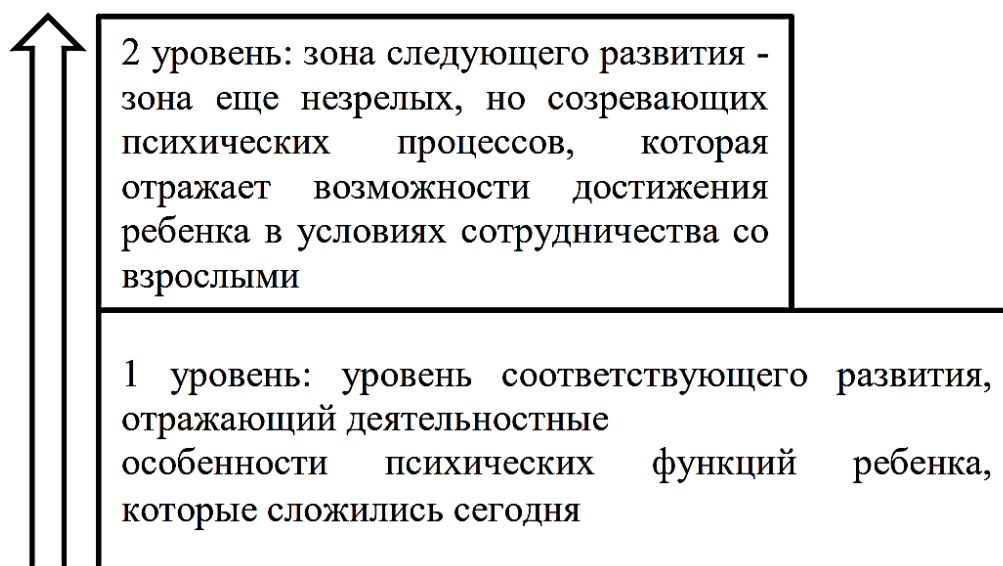 2 уровень: зона следующего развития -
зона еще незрелых, но созревающих
психических процессов, которая
отражает возможности достижения
ребенка в условиях сотрудничества со
взрослыми
1 уровень: уровень соответствующего развития,
отражающий деятельностные
особенности психических функций ребенка,
которые сложились сегодня